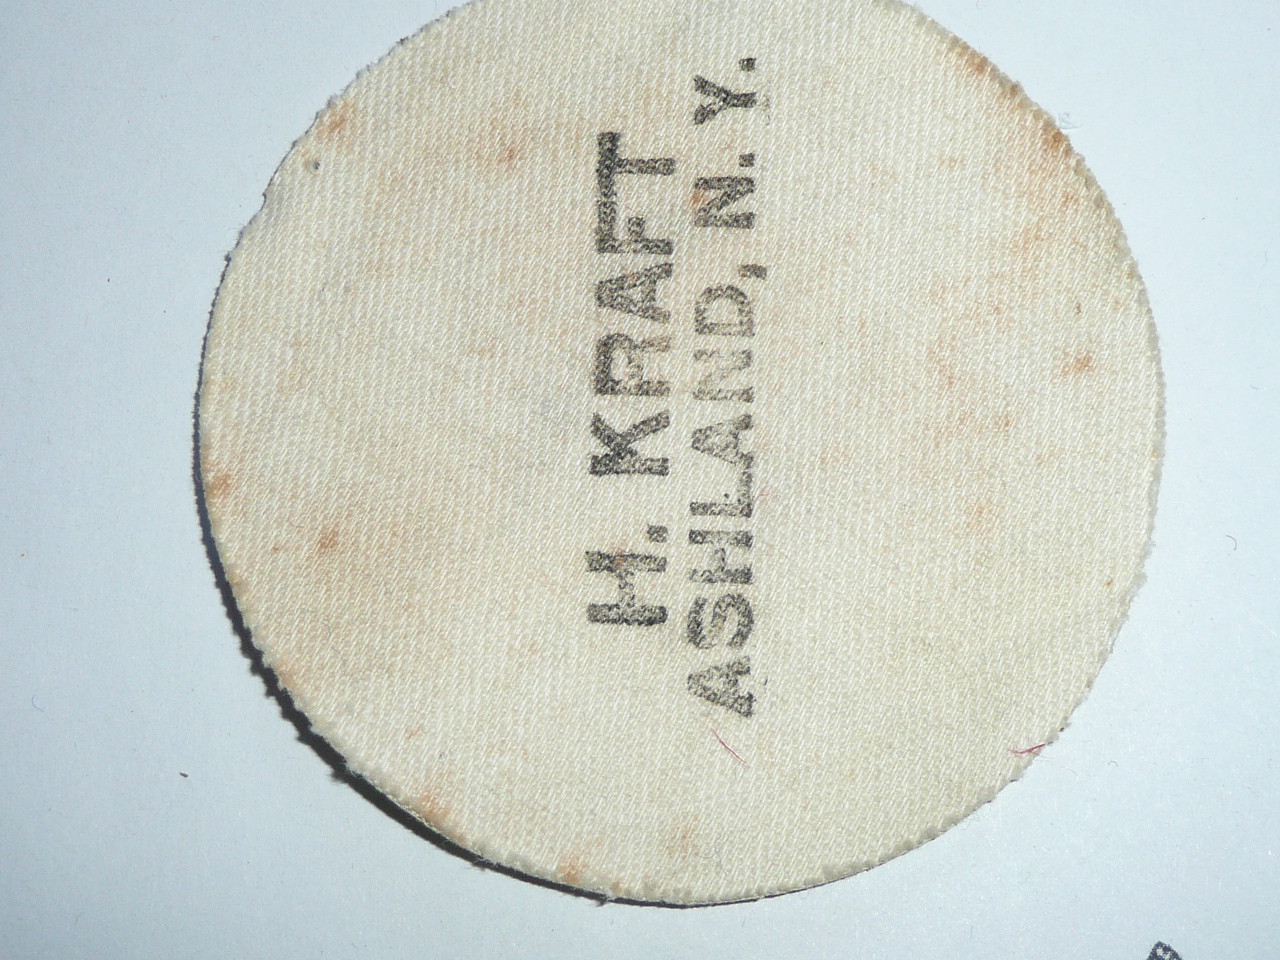 H. KRAFT
ASHLAND, N. Y.